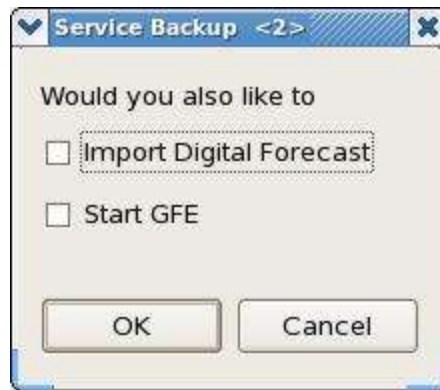 Service Backup <2>
Would you also like to
Import Digital Forecast
Start GFE
OK
Cancel